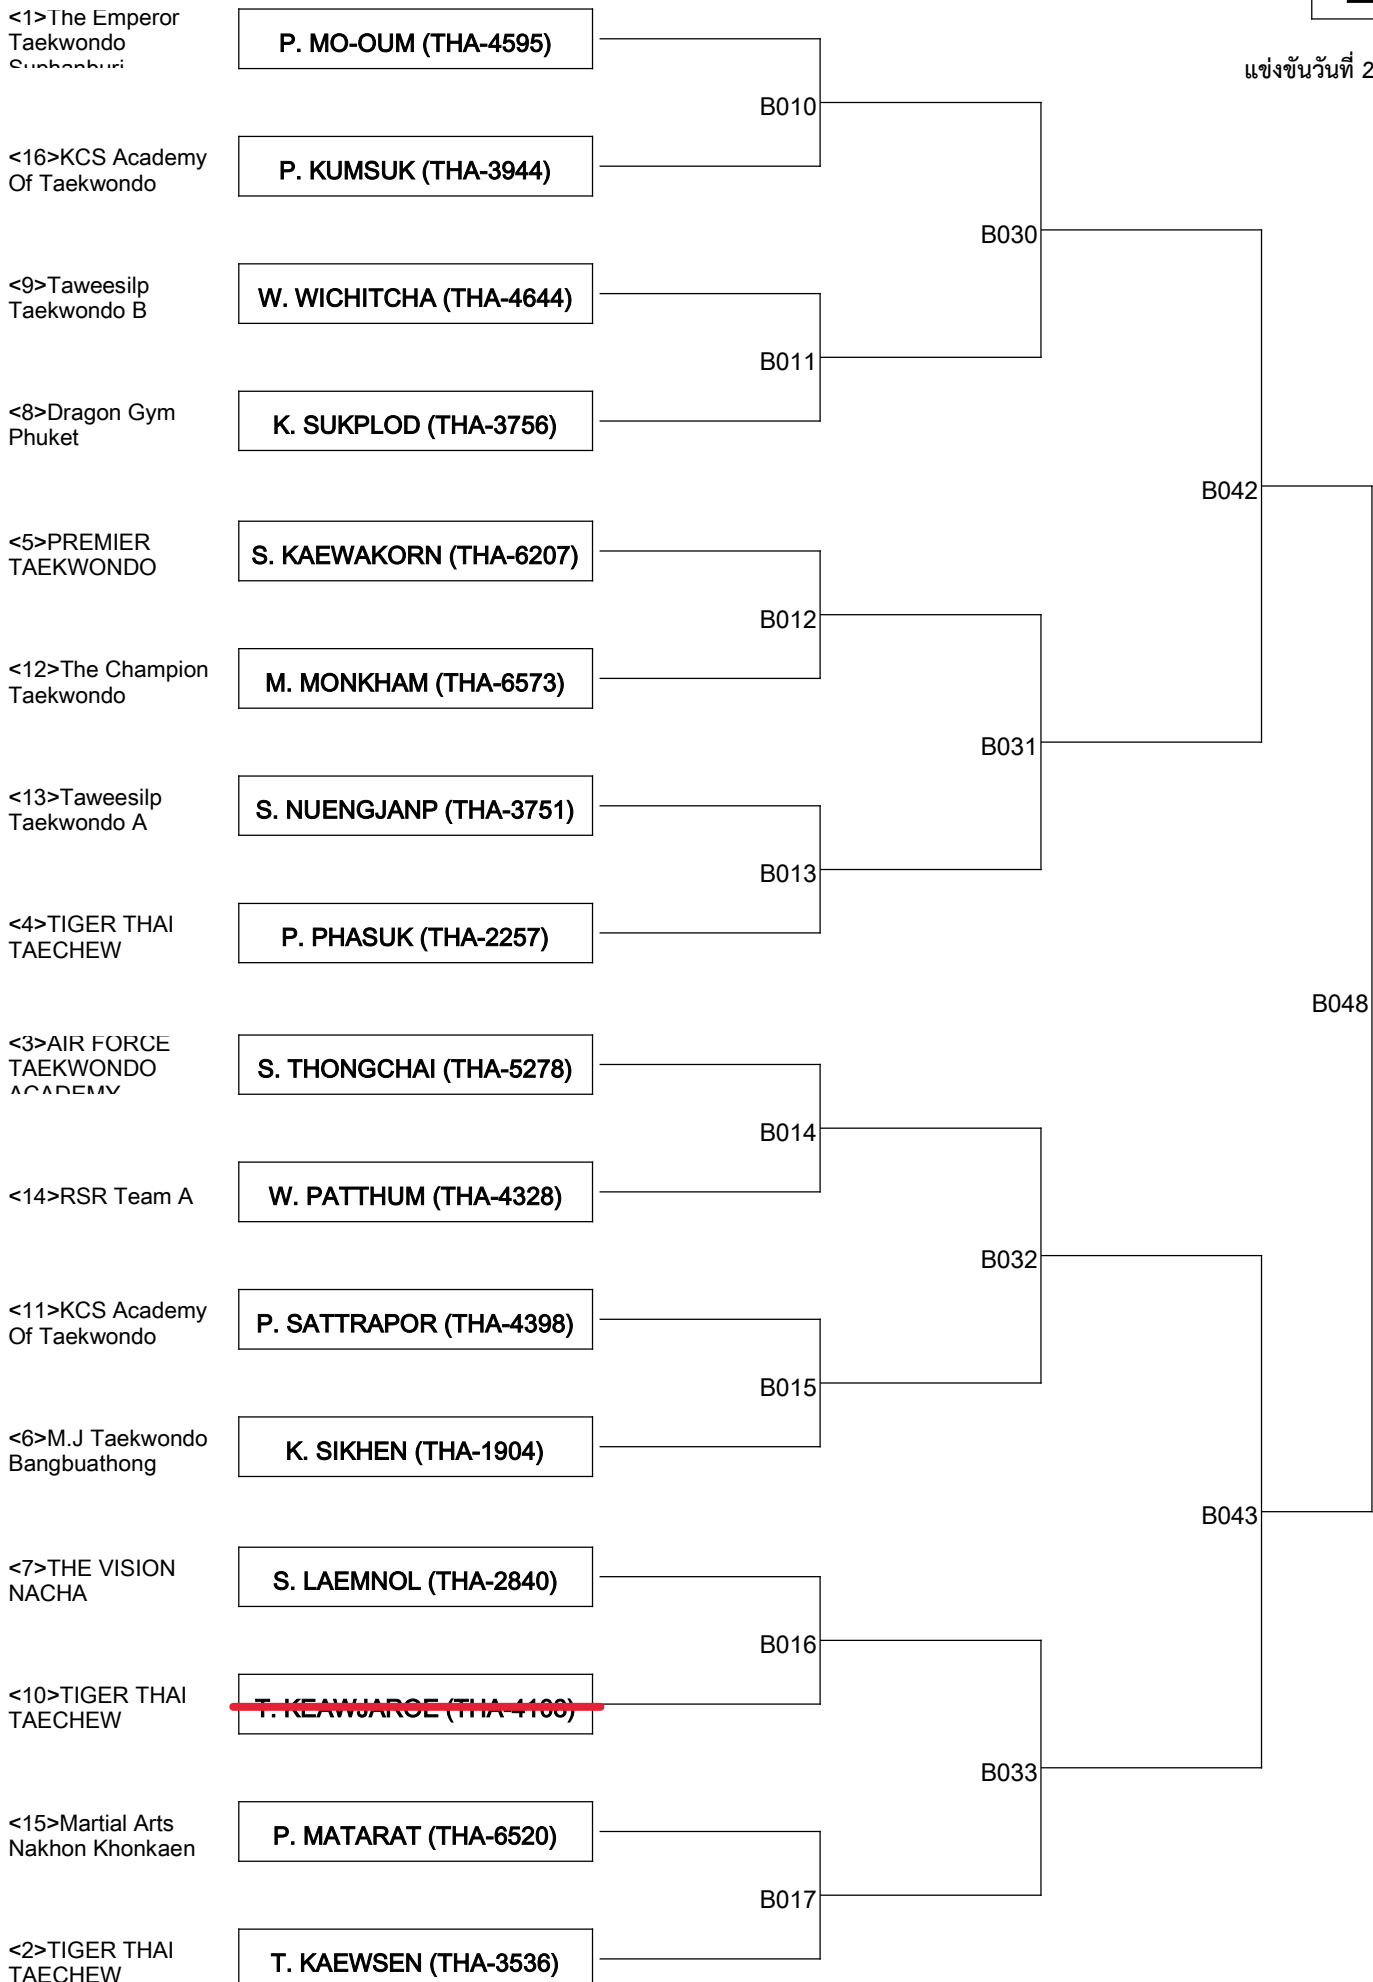 <1>The Emperor
Taekwondo
Suphanburi
P. MO-OUM (THA-4595)
แข่งขันวันที่ 2
B010
<16>KCS Academy
Of Taekwondo
P. KUMSUK (THA-3944)
B030
<9>Taweesilp
Taekwondo B
W. WICHITCHA (THA-4644)
B011
<8>Dragon Gym
Phuket
K. SUKPLOD (THA-3756)
B042
<5>PREMIER
TAEKWONDO
S. KAEWAKORN (THA-6207)
B012
<12>The Champion
Taekwondo
M. MONKHAM (THA-6573)
B031
<13>Taweesilp
Taekwondo A
S. NUENGJANP (THA-3751)
B013
<4>TIGER THAI
TAECHEW
P. PHASUK (THA-2257)
B048
<3>AIR FORCE
TAEKWONDO
ACADEMY
S. THONGCHAI (THA-5278)
B014
<14>RSR Team A
W. PATTHUM (THA-4328)
B032
<11>KCS Academy
Of Taekwondo
P. SATTRAPOR (THA-4398)
B015
<6>M.J Taekwondo
Bangbuathong
K. SIKHEN (THA-1904)
B043
<7>THE VISION
NACHA
S. LAEMNOL (THA-2840)
B016
<10>TIGER THAI
TAECHEW
T. KEAWJAROE
B033
<15>Martial Arts
Nakhon Khonkaen
P. MATARAT (THA-6520)
B017
<2>TIGER THAI
TAECHEW
T. KAEWSEN (THA-3536)